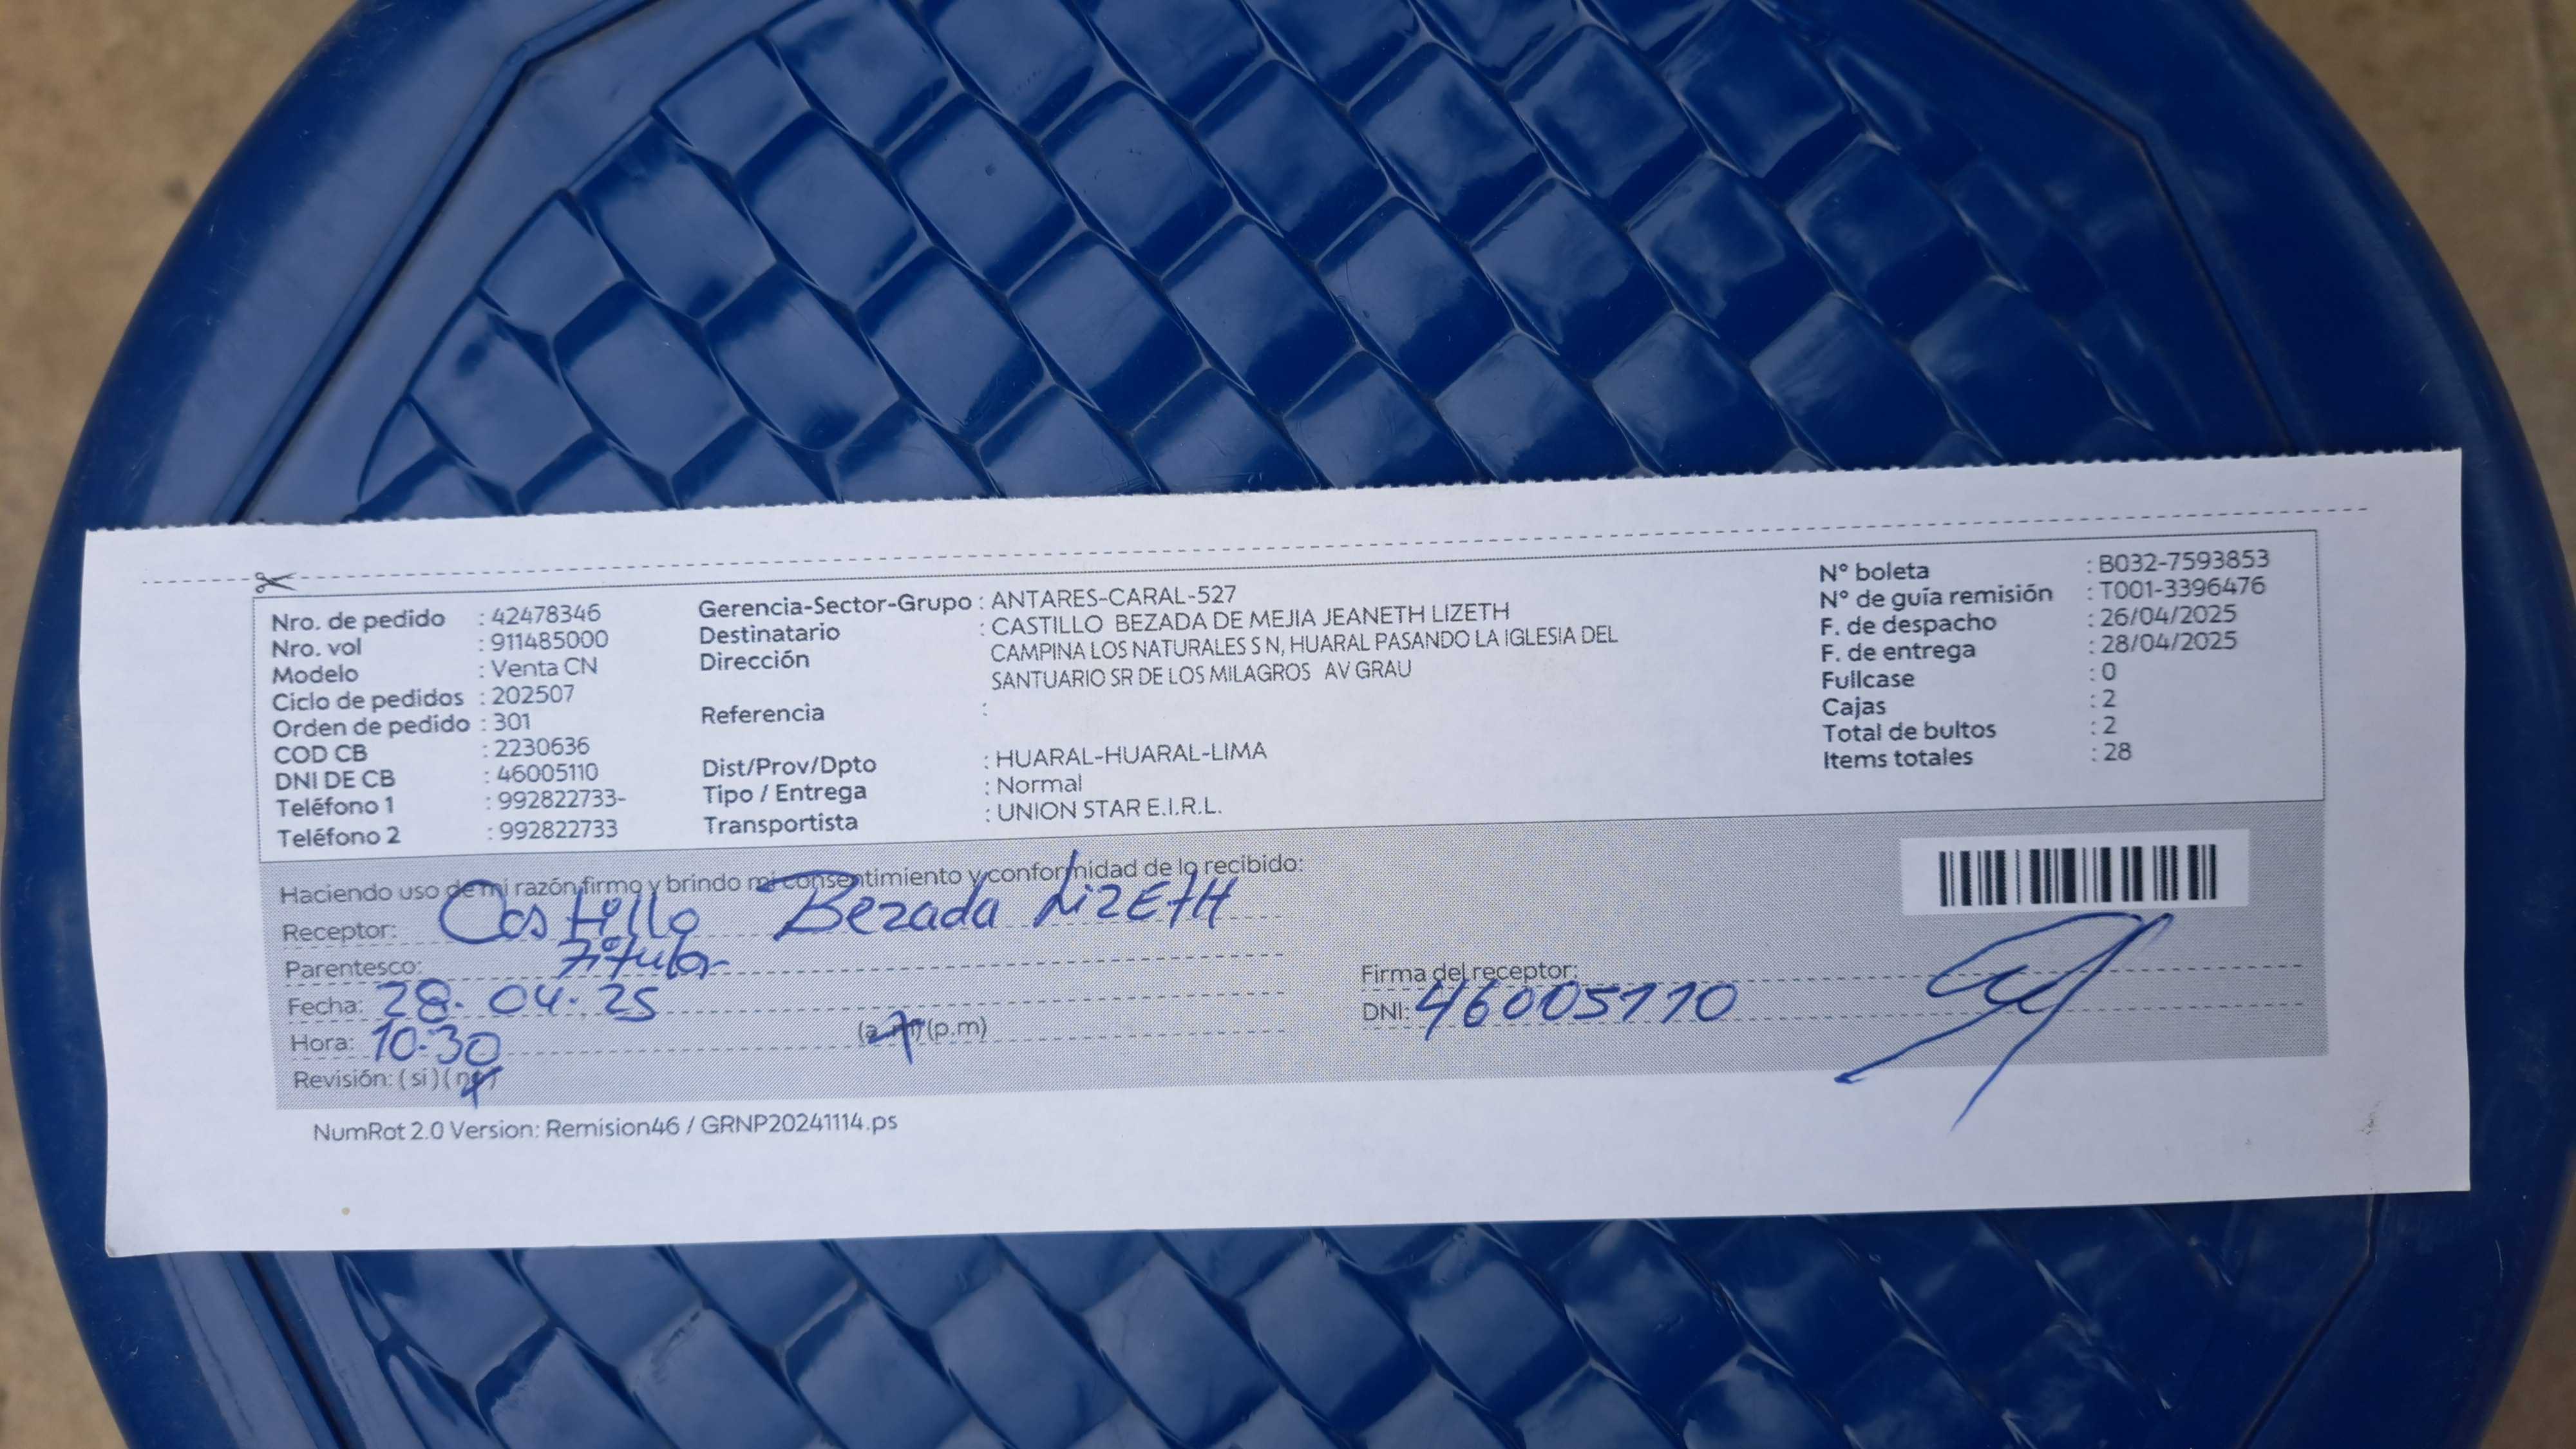 Nro. de pedido : 42478346
Nro. vol : 911485000
Modelo : Venta CN
Ciclo de pedidos : 202507
Orden de pedido : 301
COD CB : 2230636
DNI DE CB : 46005110
Teléfono 1 : 992822733-
Teléfono 2 : 992822733
Gerencia-Sector-Grupo : ANTARES-CARAL-527
Destinatario : CASTILLO BEZADA DE MEJIA JEANETH LIZETH
Dirección CAMPINA LOS NATURALES S N, HUARAL PASANDO LA IGLESIA DEL
SANTUARIO SR DE LOS MILAGROS AV GRAU
Referencia :
Dist/Prov/Dpto : HUARAL-HUARAL-LIMA
Tipo / Entrega : Normal
Transportista : UNION STAR E.I.R.L.
N° boleta : B032-7593853
N° de guía remisión : T001-3396476
F. de despacho : 26/04/2025
F. de entrega : 28/04/2025
Fullcase : 0
Cajas : 2
Total de bultos : 2
Items totales : 28
Haciendo uso de mi razón firmo y brindo mi consentimiento y conformidad de lo recibido:
Receptor: Castillo Bezada LizETH
Parentesco: Titular
Fecha: 28.04.25
Hora: 10.30 (a.m) (p.m)
Revisión: (si) (no)
Firma del receptor:
DNI: 46005110
NumRot 2.0 Version: Remision46 / GRNP20241114.ps